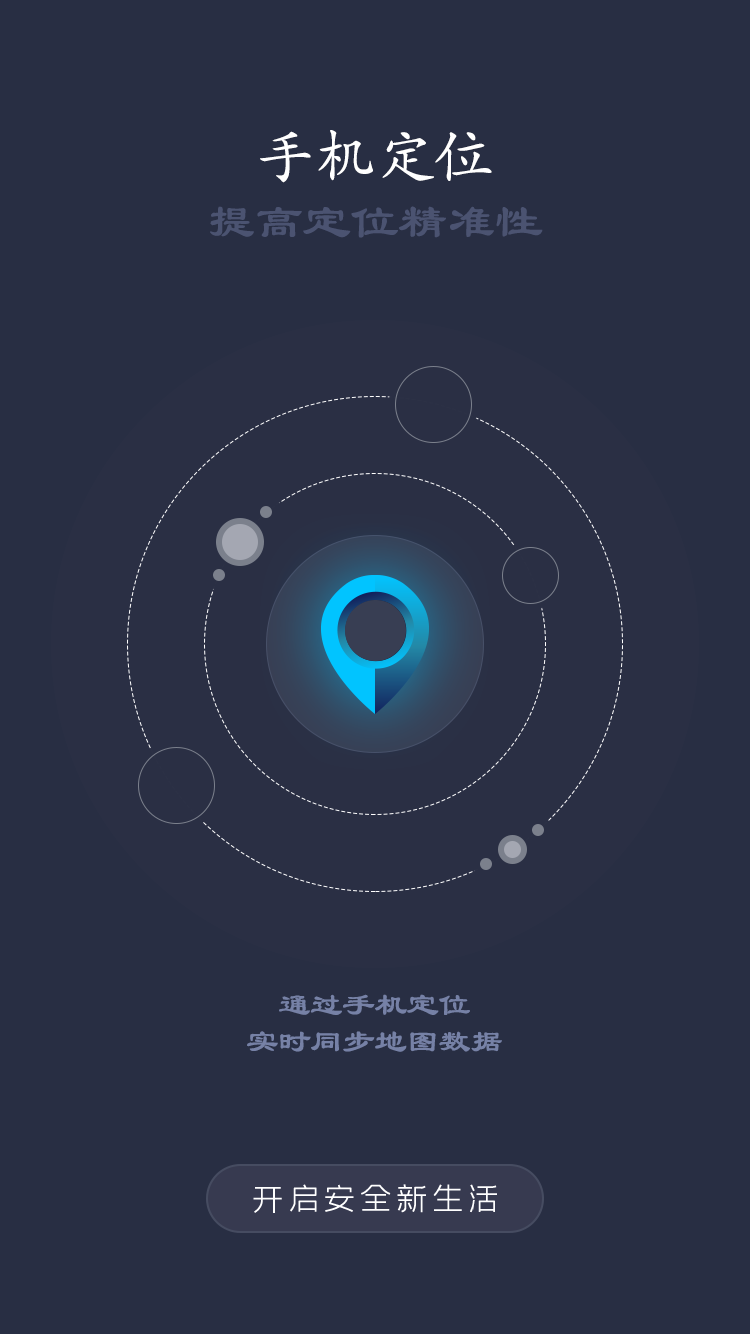 手机定位
提高定位精准性
通过手机定位
实时同步地图数据
开启安全新生活